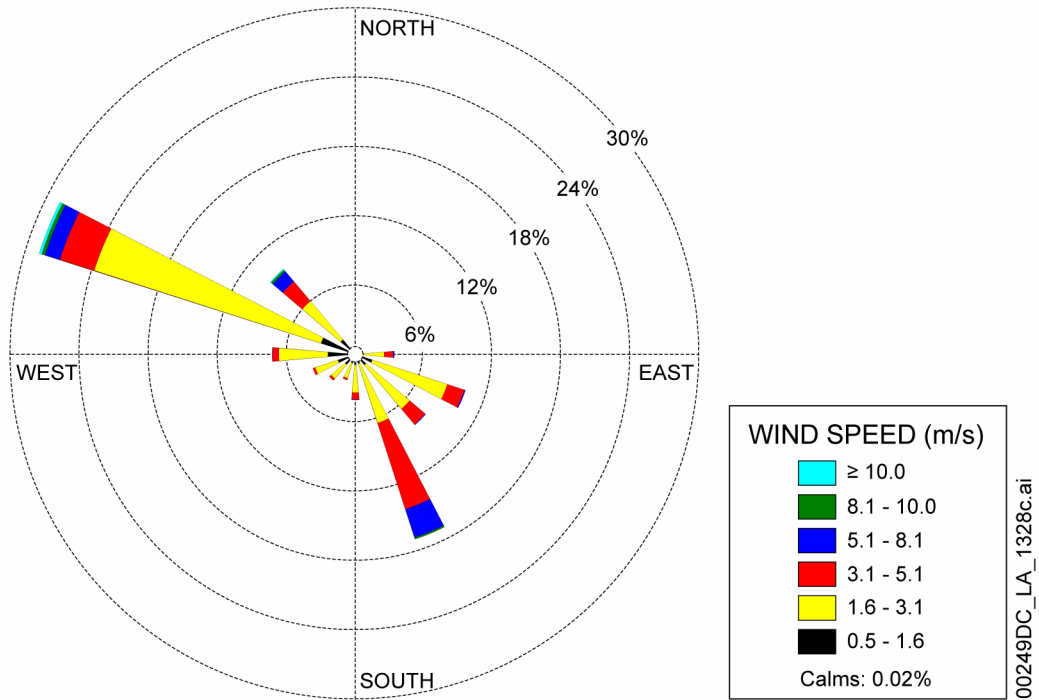 NORTH
30%
24%
18%
12%
6%
WEST
EAST
SOUTH
WIND SPEED (m/s)
≥ 10.0
8.1 - 10.0
5.1 - 8.1
3.1 - 5.1
1.6 - 3.1
0.5 - 1.6
Calms: 0.02%
00249DC_LA_1328c.ai